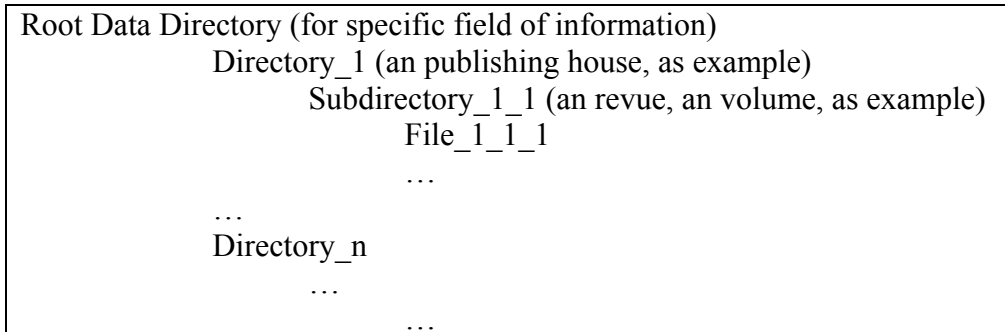 Root Data Directory (for specific field of information)
Directory_1 (an publishing house, as example)
Subdirectory_1_1 (an revue, an volume, as example)
File_1_1_1
…
…
Directory_n
…
…